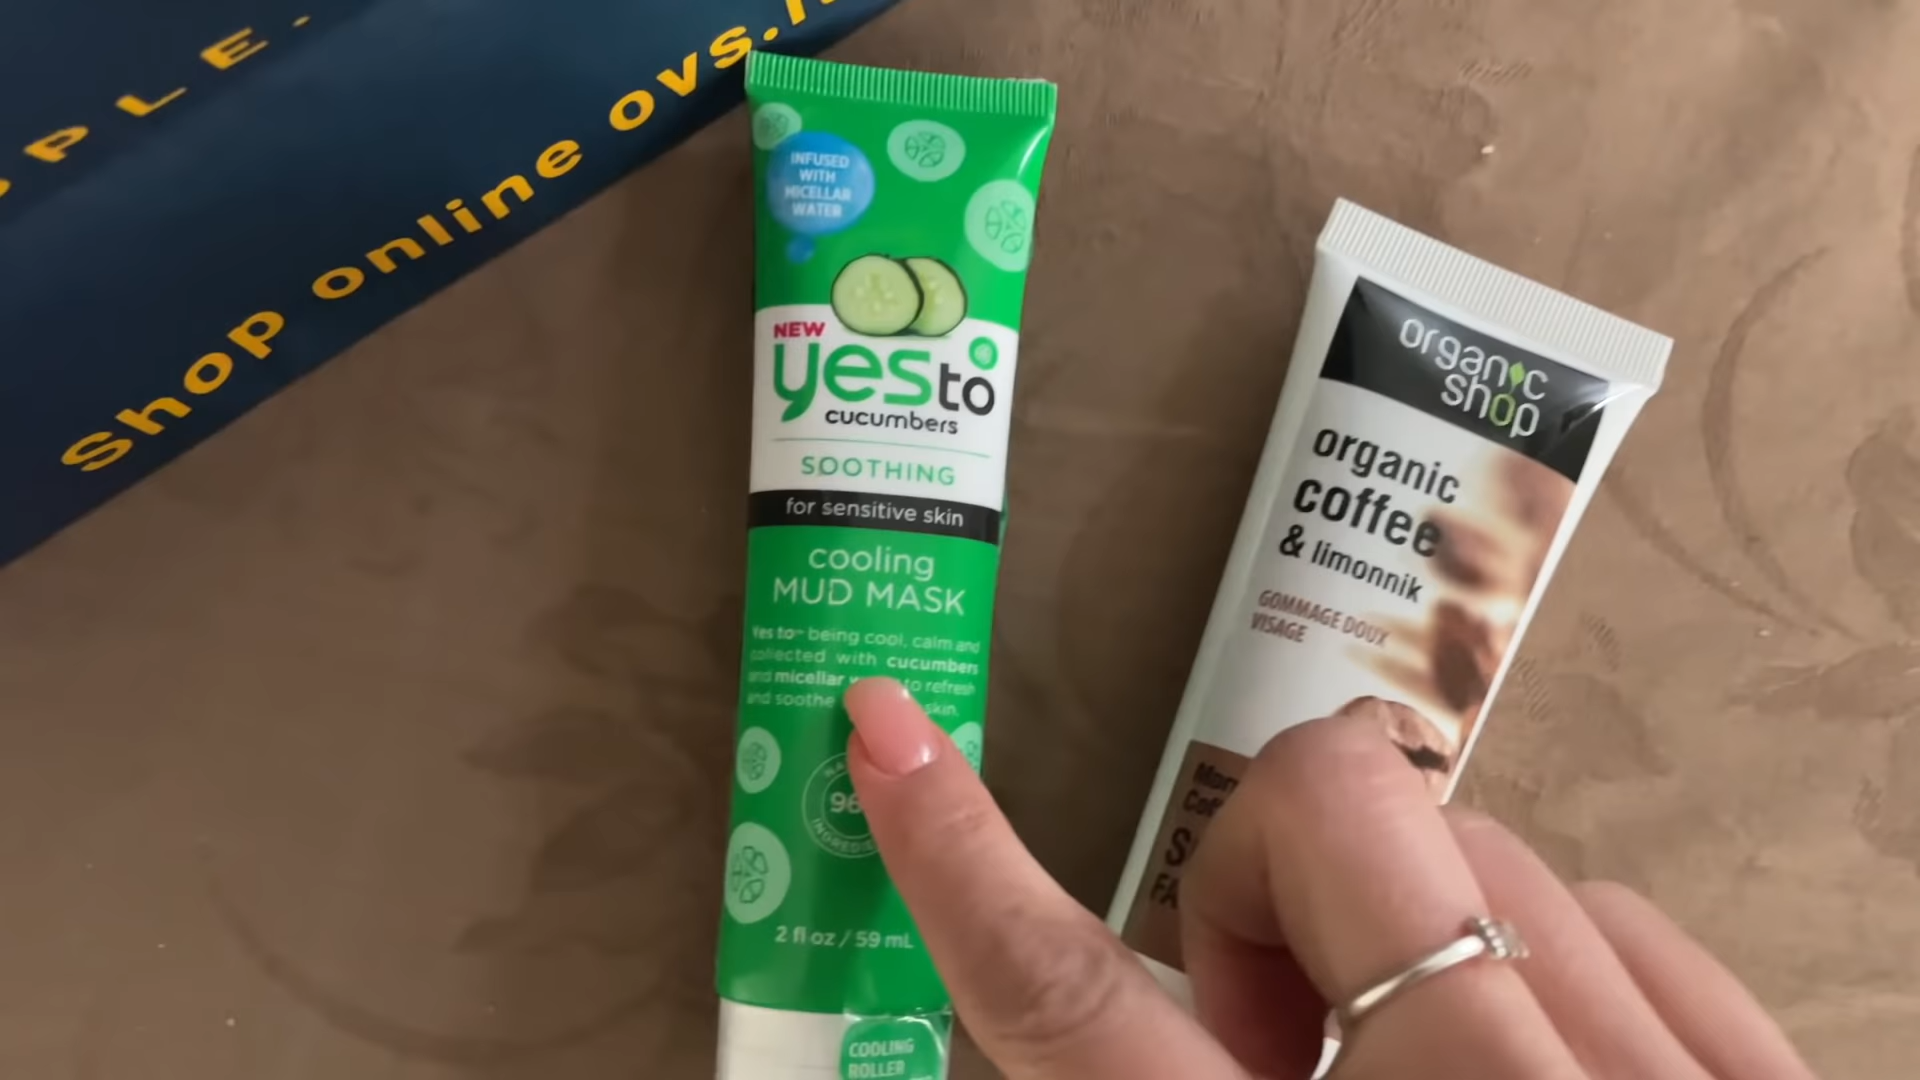 PLE.
Shop online ovs.
INFUSED
WITH
MICELLAR
WATER
NEW
yesto
cucumbers
SOOTHING
for sensitive skin
cooling
MUD MASK
Yes to being cool, calm and
collected with cucumbers
and micellar to refresh
and soothe skin.
96
2 fl oz / 59 mL
COOLING
ROLLER
organic
shop
organic
coffee
& limonnik
GOMMAGE DOUX
VISAGE